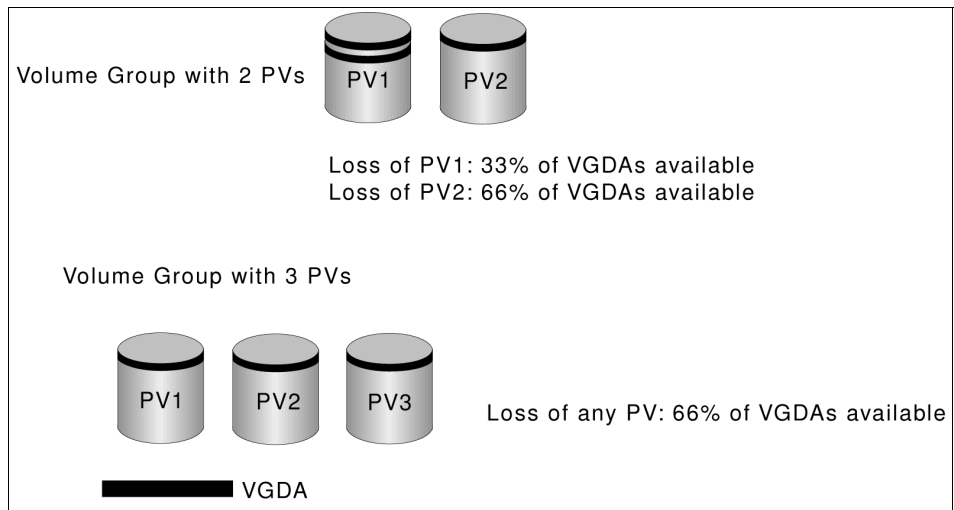 Volume Group with 2 PVs
PV1
PV2
Loss of PV1: 33% of VGDAs available
Loss of PV2: 66% of VGDAs available
Volume Group with 3 PVs
PV1
PV2
PV3
Loss of any PV: 66% of VGDAs available
VGDA